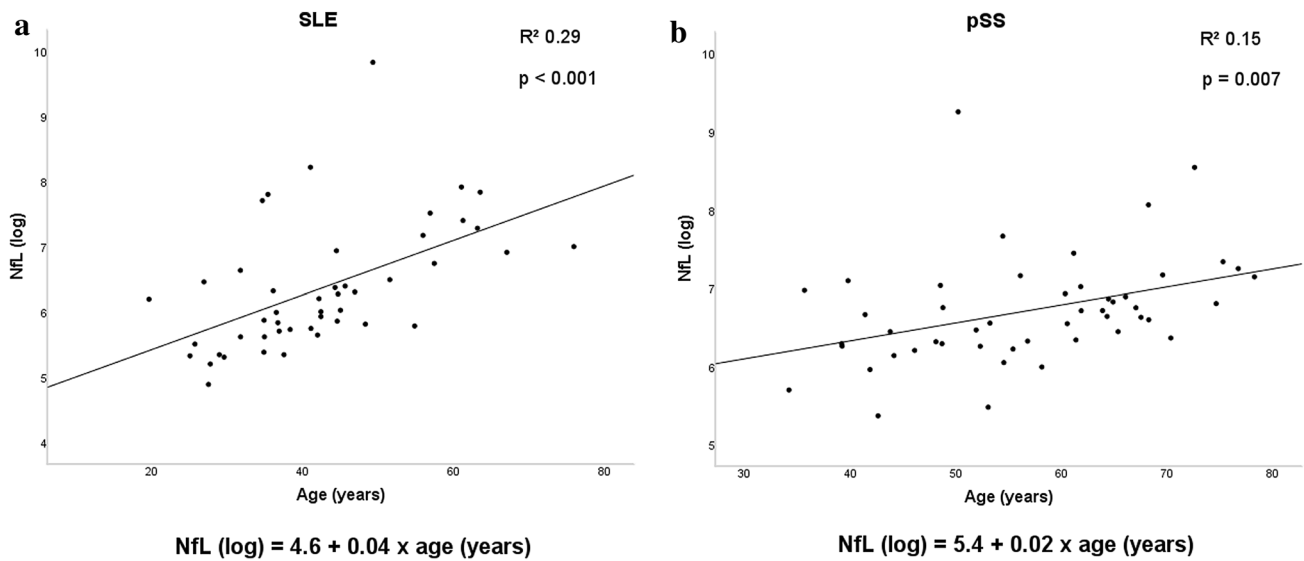 a
SLE
R² 0.29
p < 0.001
10
9
8
7
6
5
4
NfL (log)
20
40
60
80
Age (years)
NfL (log) = 4.6 + 0.04 x age (years)
b
pSS
R² 0.15
p = 0.007
10
9
8
7
6
5
NfL (log)
30
40
50
60
70
80
Age (years)
NfL (log) = 5.4 + 0.02 x age (years)